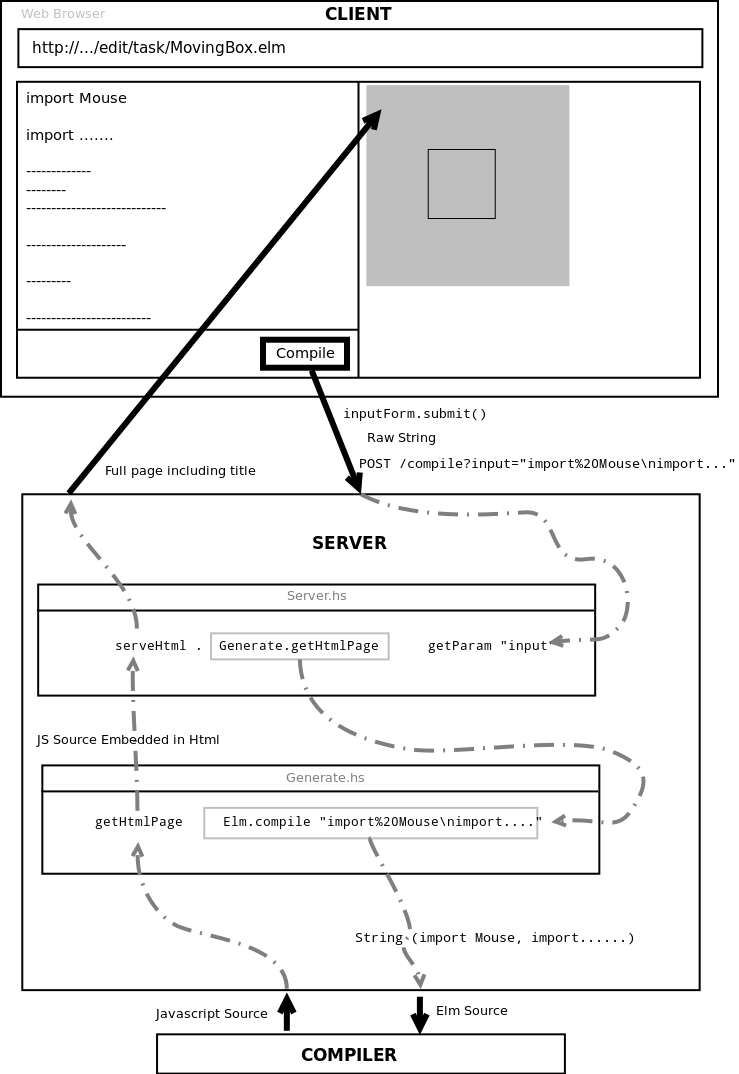 Web Browser
CLIENT
http://.../edit/task/MovingBox.elm
import Mouse
import .......
-------------
--------
----------------------------
--------------------
---------
-------------------------
Compile
inputForm.submit()
Raw String
POST /compile?input="import%20Mouse\nimport..."
Full page including title
SERVER
Server.hs
serveHtml . Generate.getHtmlPage getParam "input"
JS Source Embedded in Html
Generate.hs
getHtmlPage Elm.compile "import%20Mouse\nimport...."
String (import Mouse, import......)
Javascript Source
Elm Source
COMPILER